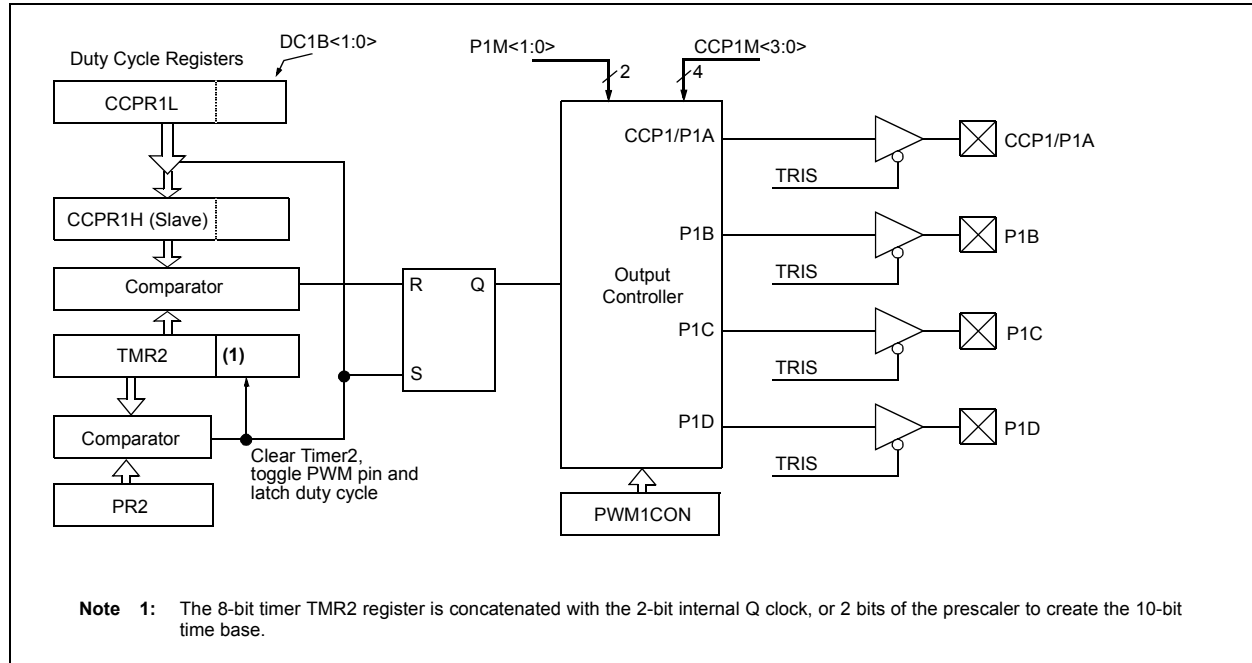 Duty Cycle Registers
DC1B<1:0>
CCPR1L
CCPR1H (Slave)
Comparator
TMR2
(1)
Comparator
PR2
Clear Timer2,
toggle PWM pin and
latch duty cycle
R
Q
S
P1M<1:0>
2
CCP1M<3:0>
4
Output
Controller
CCP1/P1A
P1B
P1C
P1D
PWM1CON
TRIS
CCP1/P1A
TRIS
P1B
TRIS
P1C
TRIS
P1D
Note 1: The 8-bit timer TMR2 register is concatenated with the 2-bit internal Q clock, or 2 bits of the prescaler to create the 10-bit
time base.